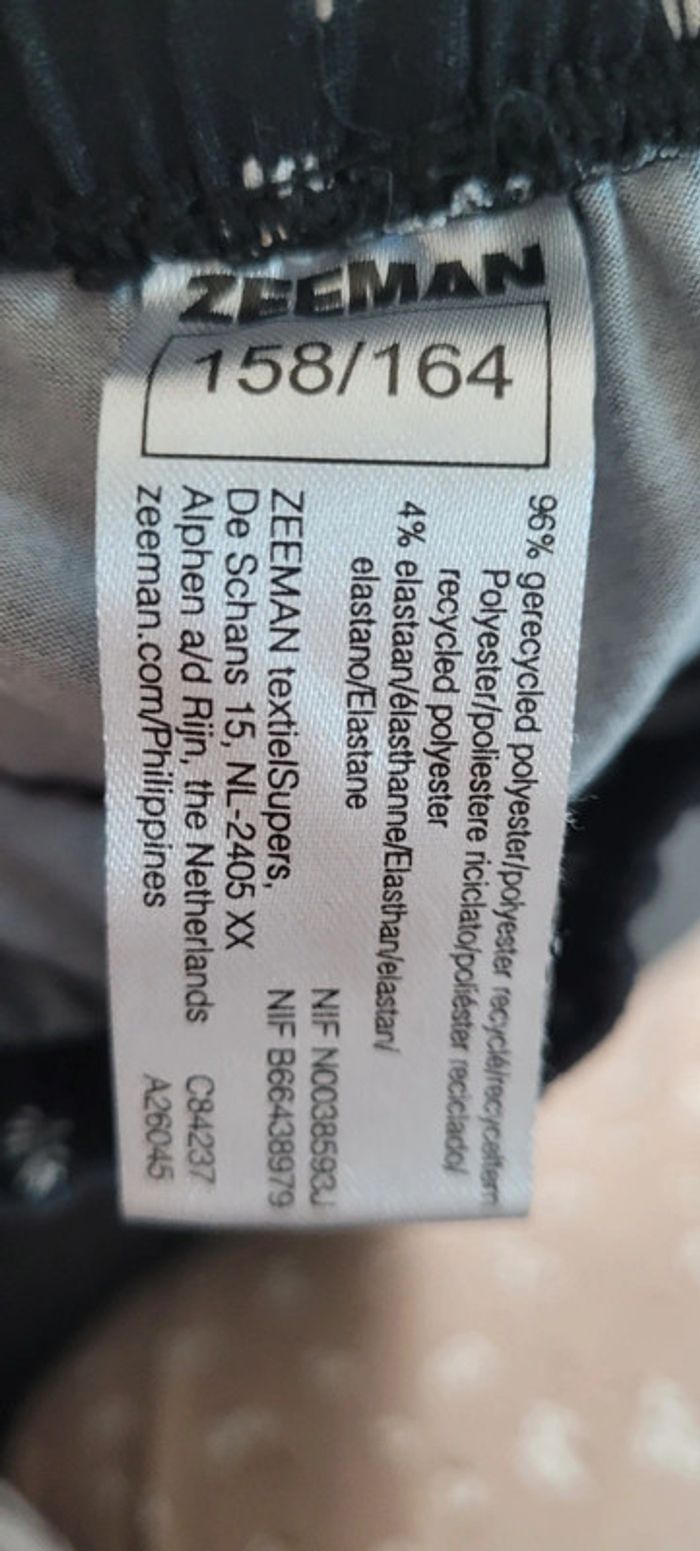 ZEEMAN
158/164
96% gerecycled polyester/polyester recyclé/recyceltem
Polyester/poliestere riciclato/poliéster reciclado/
recycled polyester
4% elastaan/élasthanne/Elasthan/elastan/
elastano/Elastane
NIF N0038593J
ZEEMAN textielSupers, NIF B66438979
De Schans 15, NL-2405 XX
Alphen a/d Rijn, the Netherlands C84237
zeeman.com/Philippines A26045